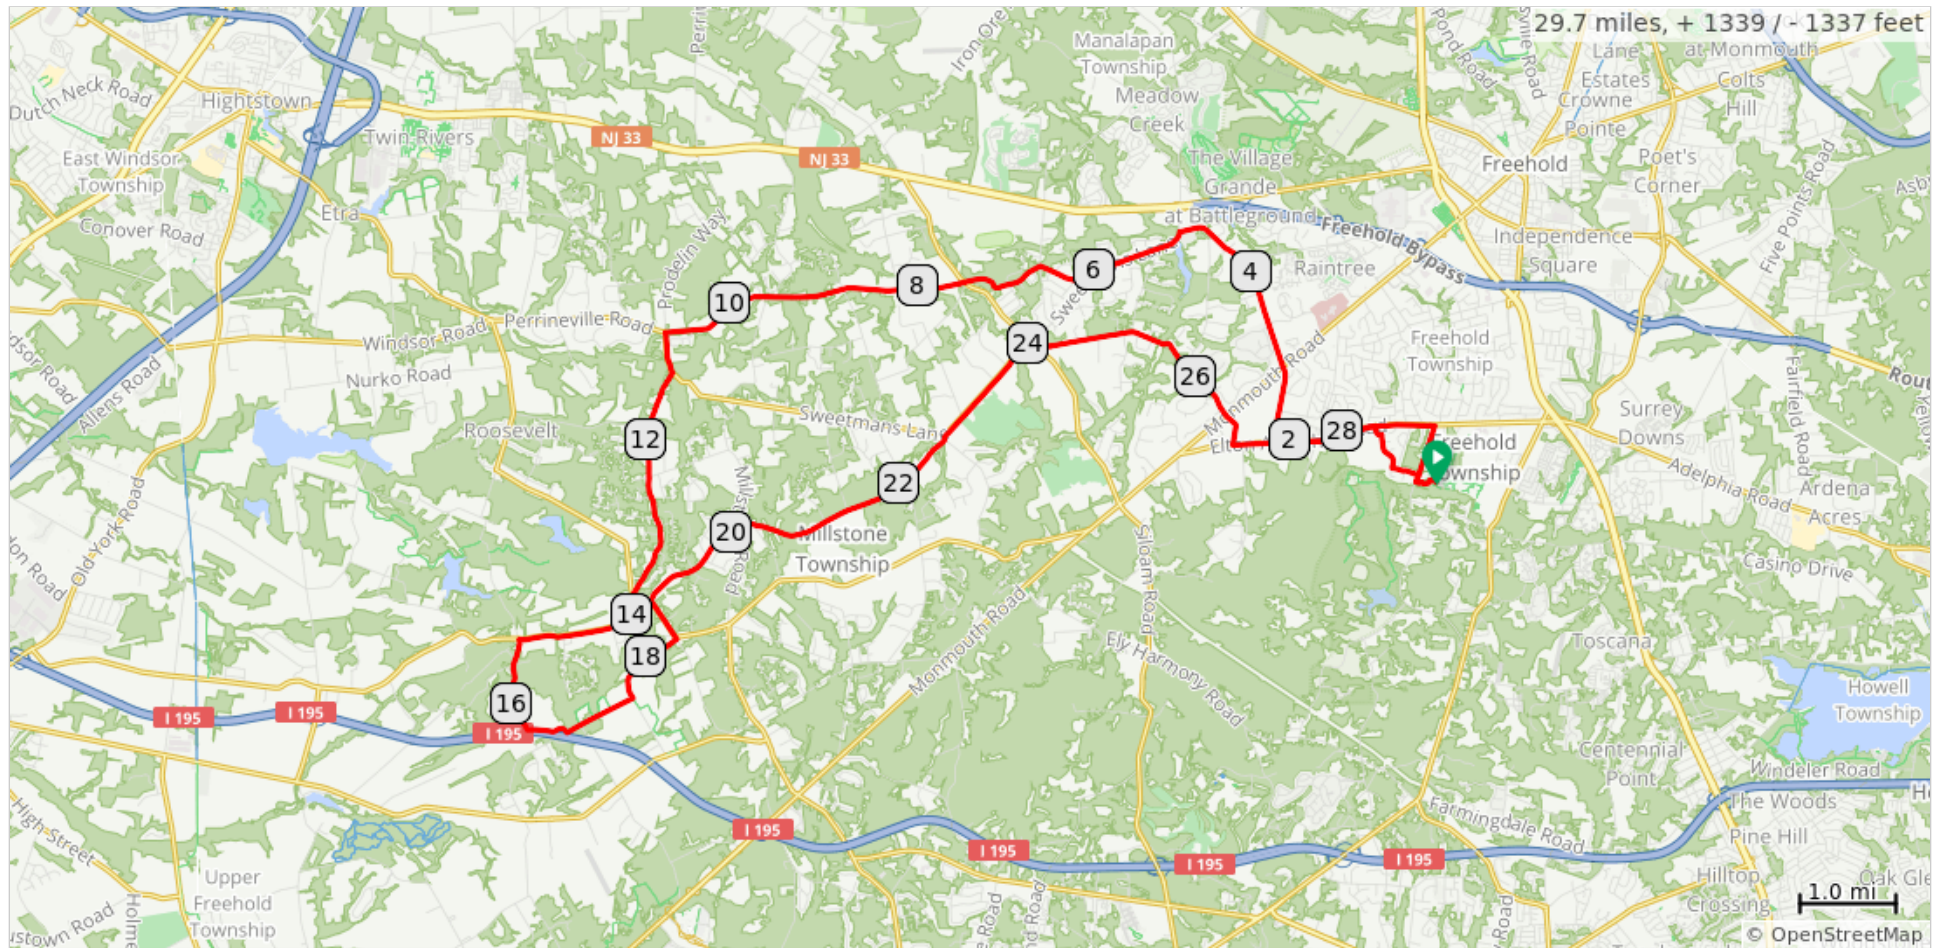 29.7 miles, + 1339 / - 1337 feet
Manalapan
Township
Meadow
Creek
Lane
Estates
Crowne
Pointe
at Monmouth
Colts
Hill
Dutch Neck Road
Hightstown
Twin Rivers
NJ 33
NJ 33
East Windsor
Township
The Village
Grande
at Battleground
Freehold
Poet's
Corner
Five Points Road
Etra
Conover Road
Prodelin Way
Freehold Bypass
Independence
Square
Raintree
10
8
6
4
Windsor Road
Perrineville Road
Nurko Road
Allens Road
24
26
Monmouth Road
Freehold
Township
Fairfield Road
Roosevelt
12
Sweetmans Lane
2
28
Surrey
Downs
Freehold
Township
Adelphia Road
Ardena
Acres
Old York Road
22
20
Millstone
Township
Siloam Road
Casino Drive
14
18
16
Monmouth Road
Ely Harmony Road
Toscana
Howell
Township
I 195
I 195
I 195
Centennial
Point
Windeler Road
The Woods
Pine Hill
High Street
I 195
I 195
I 195
I 195
Farmingdale Road
Upper
Freehold
Township
Hilltop
Crossing
1.0 mi
© OpenStreetMap